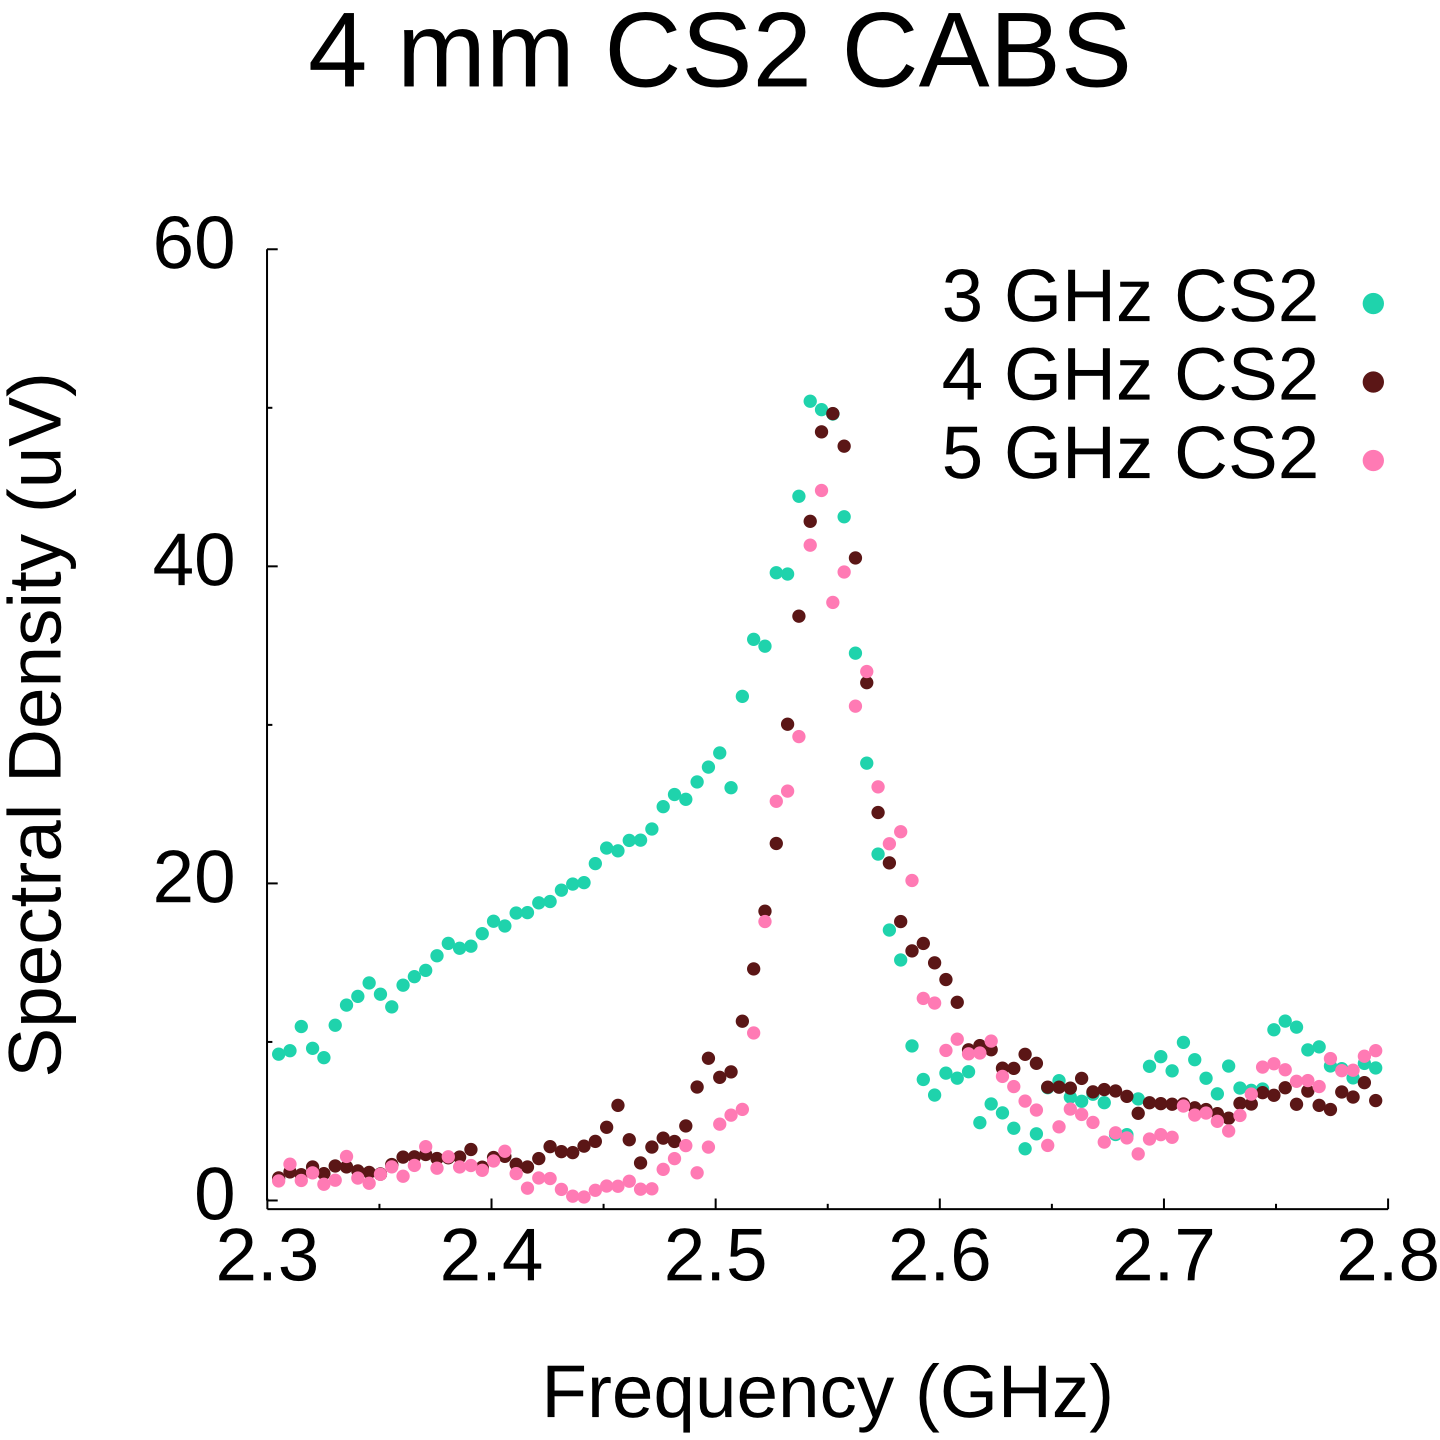 4 mm CS2 CABS
60
40
20
0
Spectral Density (uV)
3 GHz CS2
4 GHz CS2
5 GHz CS2
2.3 2.4 2.5 2.6 2.7 2.8
Frequency (GHz)